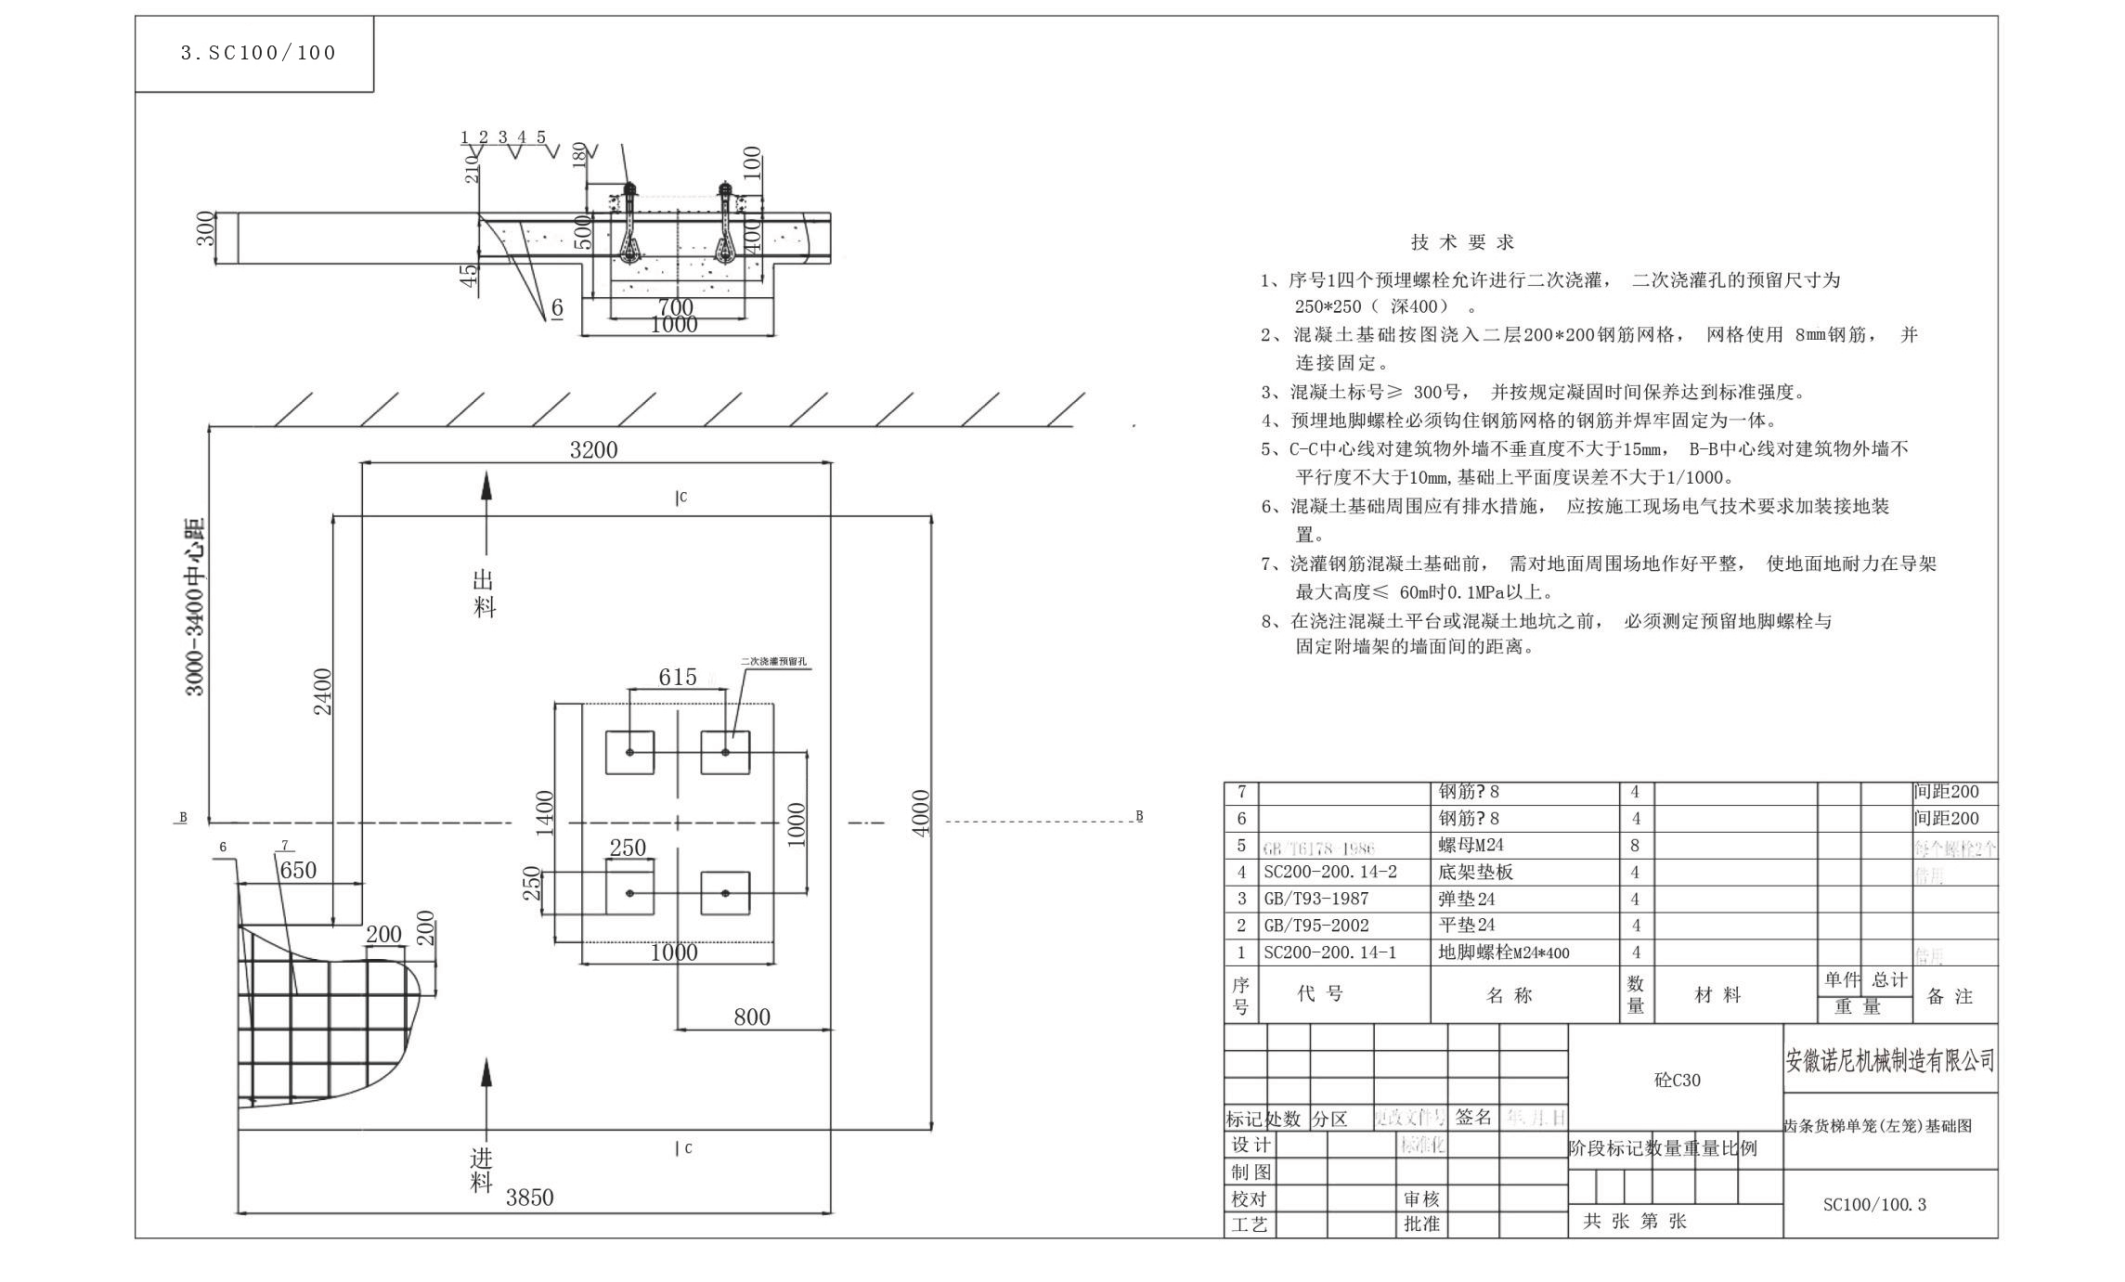 3.SC100/100
1 2 3 4 5
210
180
100
300
500
400
45
6
700
1000
技术要求
1、序号1四个预埋螺栓允许进行二次浇灌， 二次浇灌孔的预留尺寸为
250*250（ 深400） 。
2、混凝土基础按图浇入二层200*200钢筋网格， 网格使用 8mm钢筋， 并
连接固定。
3、混凝土标号≥ 300号， 并按规定凝固时间保养达到标准强度。
4、预埋地脚螺栓必须钩住钢筋网格的钢筋并焊牢固定为一体。
5、C-C中心线对建筑物外墙不垂直度不大于15mm， B-B中心线对建筑物外墙不
平行度不大于10mm,基础上平面度误差不大于1/1000。
6、混凝土基础周围应有排水措施， 应按施工现场电气技术要求加装接地装
置。
7、浇灌钢筋混凝土基础前， 需对地面周围场地作好平整， 使地面地耐力在导架
最大高度≤ 60m时0.1MPa以上。
8、在浇注混凝土平台或混凝土地坑之前， 必须测定预留地脚螺栓与
固定附墙架的墙面间的距离。
3200
C
3000-3400中心距
出料
2400
二次浇灌预留孔
615
1400
1000
4000
B
B
6
7
250
650
250
200
200
1000
800
C
进料
3850
7 钢筋?8 4 间距200
6 钢筋?8 4 间距200
5 GB/T6178-1986 螺母M24 8 每个螺栓2个
4 SC200-200.14-2 底架垫板 4 借用
3 GB/T93-1987 弹垫24 4
2 GB/T95-2002 平垫24 4
1 SC200-200.14-1 地脚螺栓M24*400 4 借用
序号 代号 名称 数量 材料 单件 总计 重量 备注
标记 处数 分区 更改文件号 签名 年.月.日
设计 标准化
制图
校对 审核
工艺 批准
砼C30
阶段标记 数量 重量 比例
共 张 第 张
安徽诺尼机械制造有限公司
齿条货梯单笼(左笼)基础图
SC100/100.3